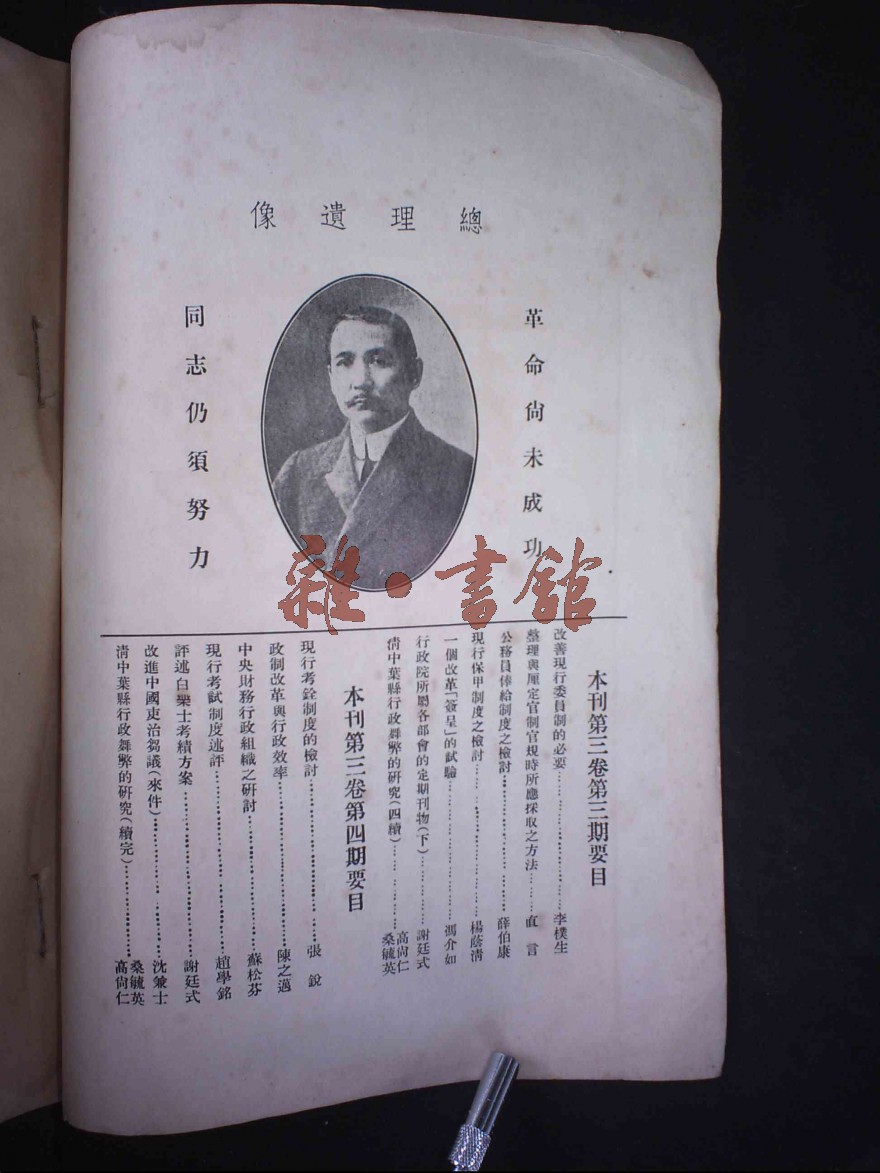 總理遺像
革命尙未成功
同志仍須努力
本刊第三卷第三期要目
改善現行委員制的必要……李樸生
整理與厘定官制官規時所應採取之方法……直言
公務員俸給制度之檢討……薛伯康
現行保甲制度之檢討……楊蔭清
一個改革「簽呈」的試驗……馮介如
行政院所屬各部會的定期刊物(下)……謝廷式
清中葉縣行政舞弊的研究(四續)……高尙仁 桑毓英
本刊第三卷第四期要目
現行考銓制度的檢討……張銳
政制改革與行政效率……陳之邁
中央財務行政組織之研討……蘇松芬
現行考試制度述評……趙學銘
評述白樂士考績方案……謝廷式
改進中國吏治芻議(來件)……沈兼士
清中葉縣行政舞弊的研究(續完)……桑毓英 高尙仁
雜·書館